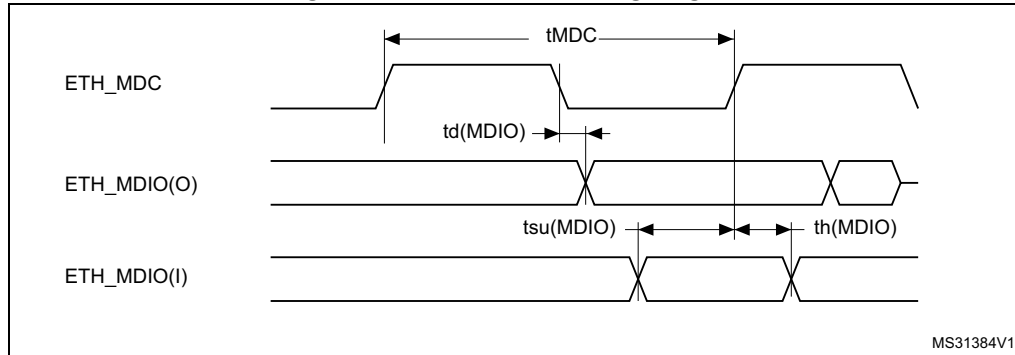 tMDC
ETH_MDC
td(MDIO)
ETH_MDIO(O)
tsu(MDIO) th(MDIO)
ETH_MDIO(I)
MS31384V1